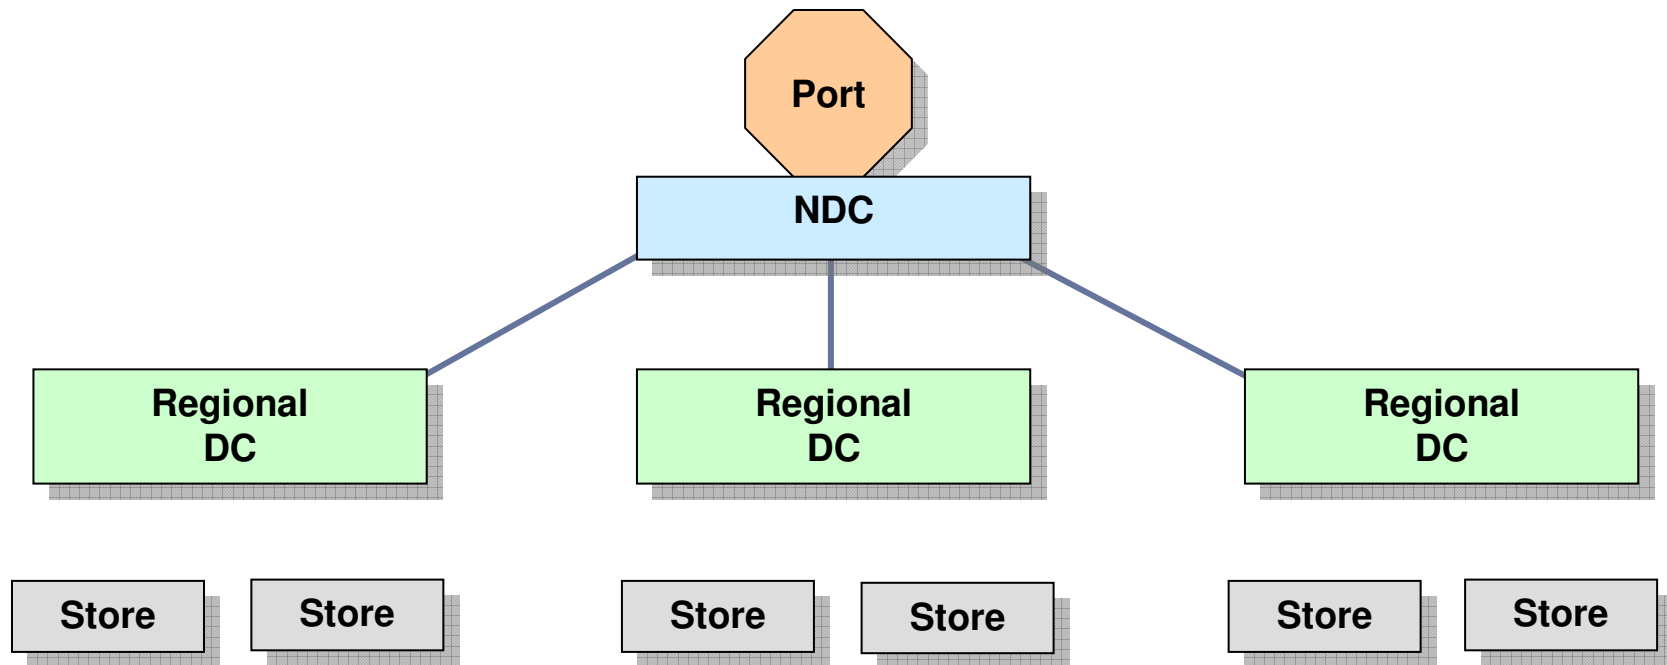 Port
NDC
Regional
DC
Regional
DC
Regional
DC
Store
Store
Store
Store
Store
Store